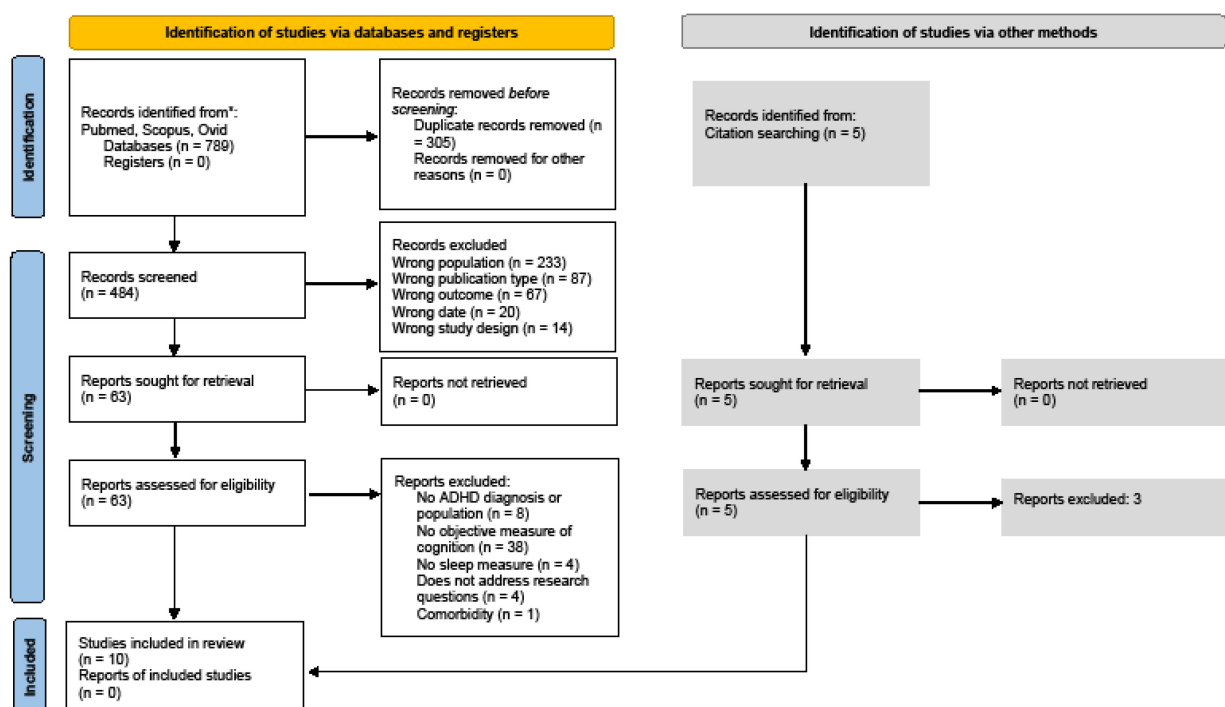 Identification of studies via databases and registers
Identification of studies via other methods
Identification
Records identified from*:
Pubmed, Scopus, Ovid
Databases (n = 789)
Registers (n = 0)
Records removed before
screening:
Duplicate records removed (n
= 305)
Records removed for other
reasons (n = 0)
Records identified from:
Citation searching (n = 5)
Screening
Records screened
(n = 484)
Records excluded
Wrong population (n = 233)
Wrong publication type (n = 87)
Wrong outcome (n = 67)
Wrong date (n = 20)
Wrong study design (n = 14)
Reports sought for retrieval
(n = 63)
Reports not retrieved
(n = 0)
Reports sought for retrieval
(n = 5)
Reports not retrieved
(n = 0)
Reports assessed for eligibility
(n = 63)
Reports excluded:
No ADHD diagnosis or
population (n = 8)
No objective measure of
cognition (n = 38)
No sleep measure (n = 4)
Does not address research
questions (n = 4)
Comorbidity (n = 1)
Reports assessed for eligibility
(n = 5)
Reports excluded: 3
Included
Studies included in review
(n = 10)
Reports of included studies
(n = 0)